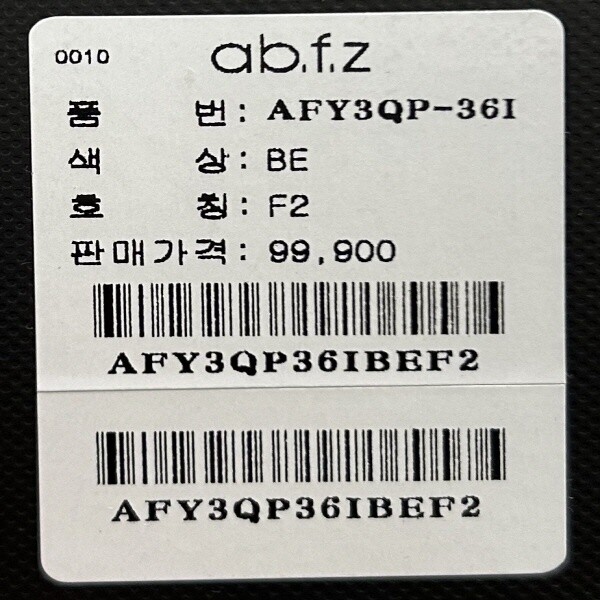 0010 ab.f.z
품 번: AFY3QP-36I
색 상: BE
호 칭: F2
판매가격: 99,900
AFY3QP36IBEF2
AFY3QP36IBEF2